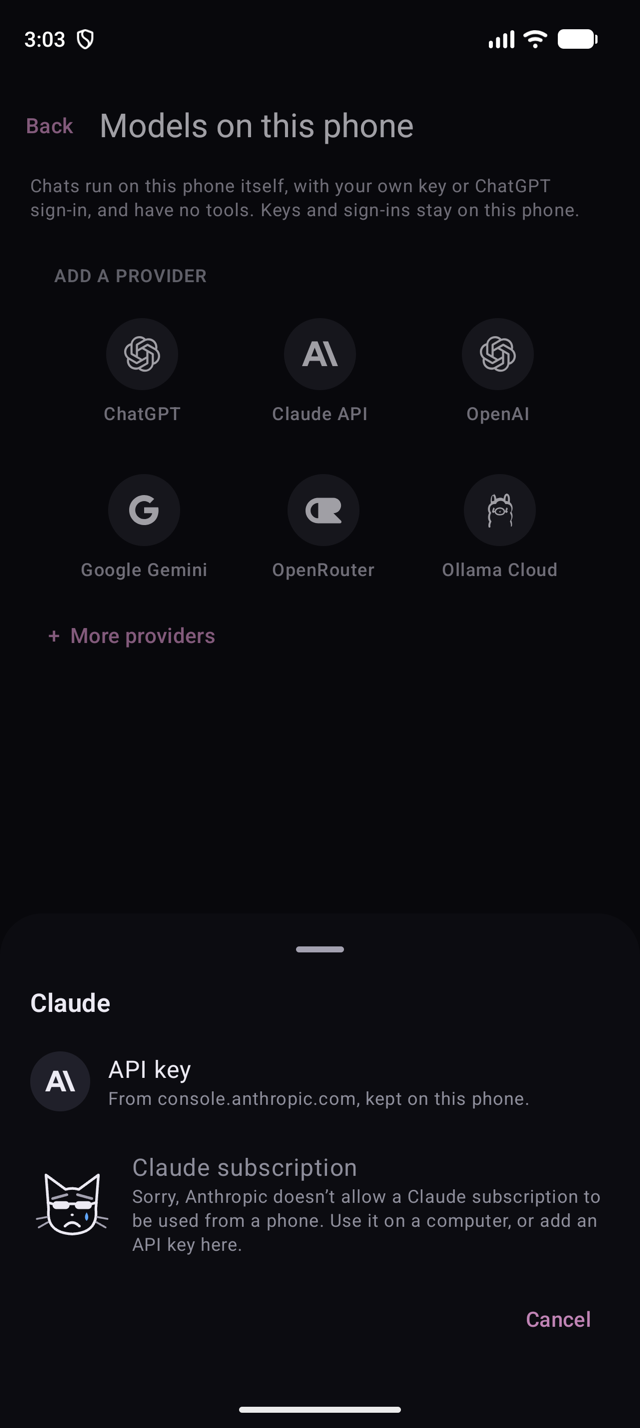 3:03
Back
Models on this phone
Chats run on this phone itself, with your own key or ChatGPT
sign-in, and have no tools. Keys and sign-ins stay on this phone.
ADD A PROVIDER
ChatGPT
Claude API
OpenAI
Google Gemini
OpenRouter
Ollama Cloud
+ More providers
Claude
API key
From console.anthropic.com, kept on this phone.
Claude subscription
Sorry, Anthropic doesn’t allow a Claude subscription to
be used from a phone. Use it on a computer, or add an
API key here.
Cancel